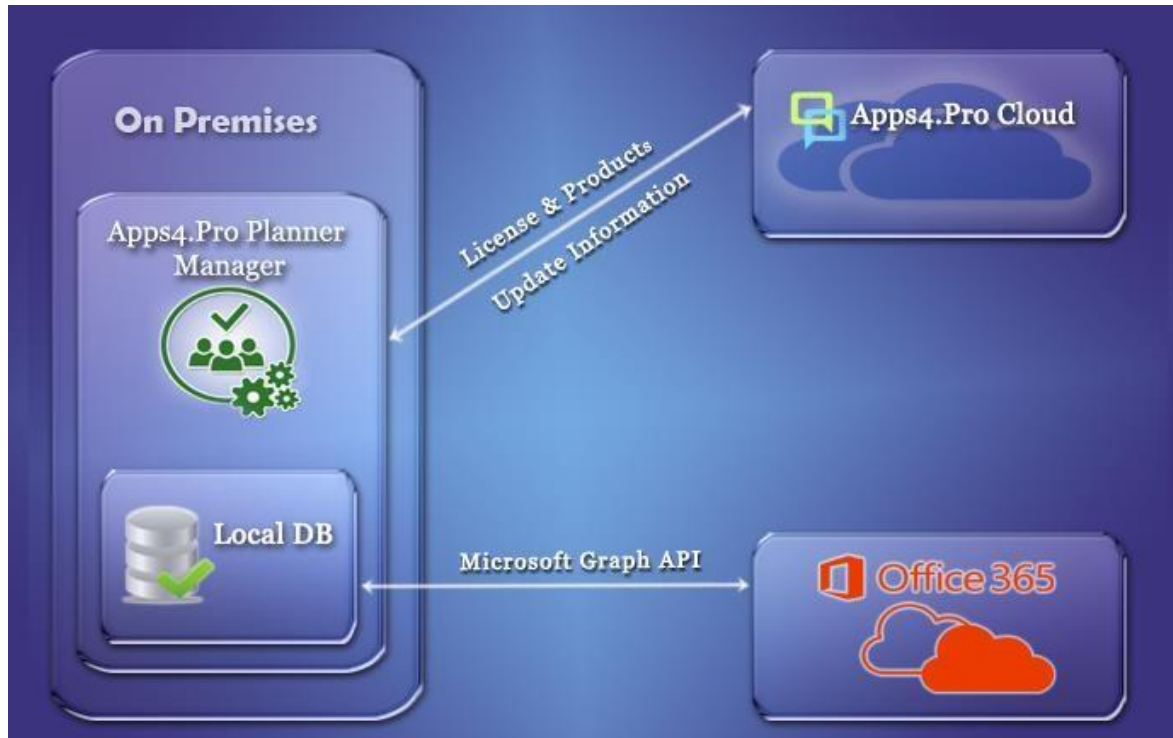 On Premises
Apps4.Pro Planner
Manager
Local DB
License & Products
Update Information
Microsoft Graph API
Apps4.Pro Cloud
Office 365